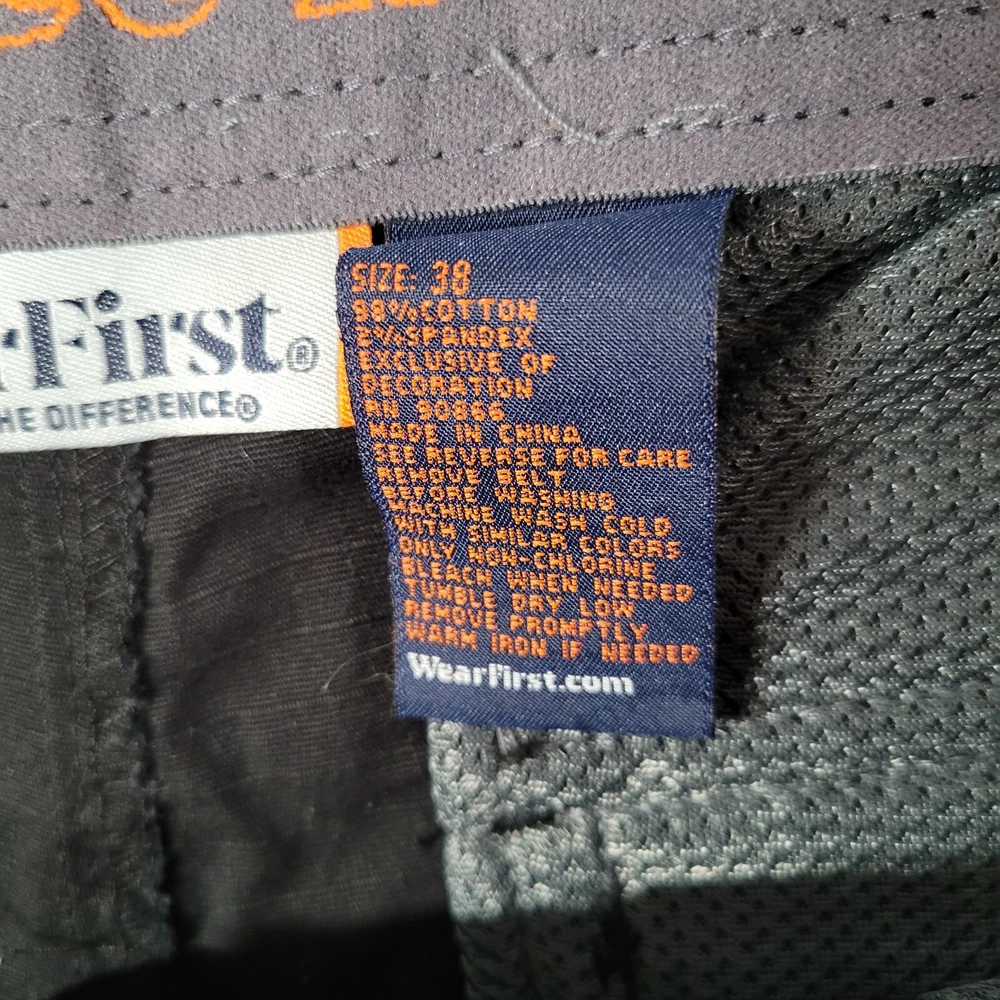 rFirst®
HE DIFFERENCE®
SIZE: 38
98%COTTON
2%SPANDEX
EXCLUSIVE OF
DECORATION
RN 90866
MADE IN CHINA
SEE REVERSE FOR CARE
REMOVE BELT
BEFORE WASHING
MACHINE WASH COLD
WITH SIMILAR COLORS
ONLY NON-CHLORINE
BLEACH WHEN NEEDED
TUMBLE DRY LOW
REMOVE PROMPTLY
WARM IRON IF NEEDED
WearFirst.com